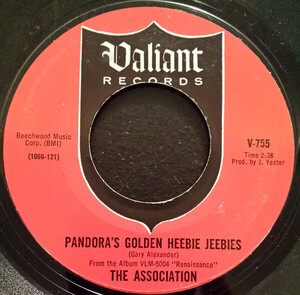 Valiant
RECORDS
Beechwood Music
Corp. (BMI)
(1066-121)
V-755
Time 2:38
Prod. by J. Yester
PANDORA'S GOLDEN HEEBIE JEEBIES
(Gary Alexander)
From the Album VLM-5004 "Renaissance"
THE ASSOCIATION